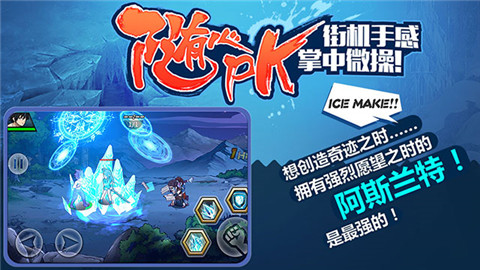 随心PK
街机手感
掌中微操!
ICE MAKE!!
想创造奇迹之时......
拥有强烈愿望之时的
阿斯兰特!
是最强的!